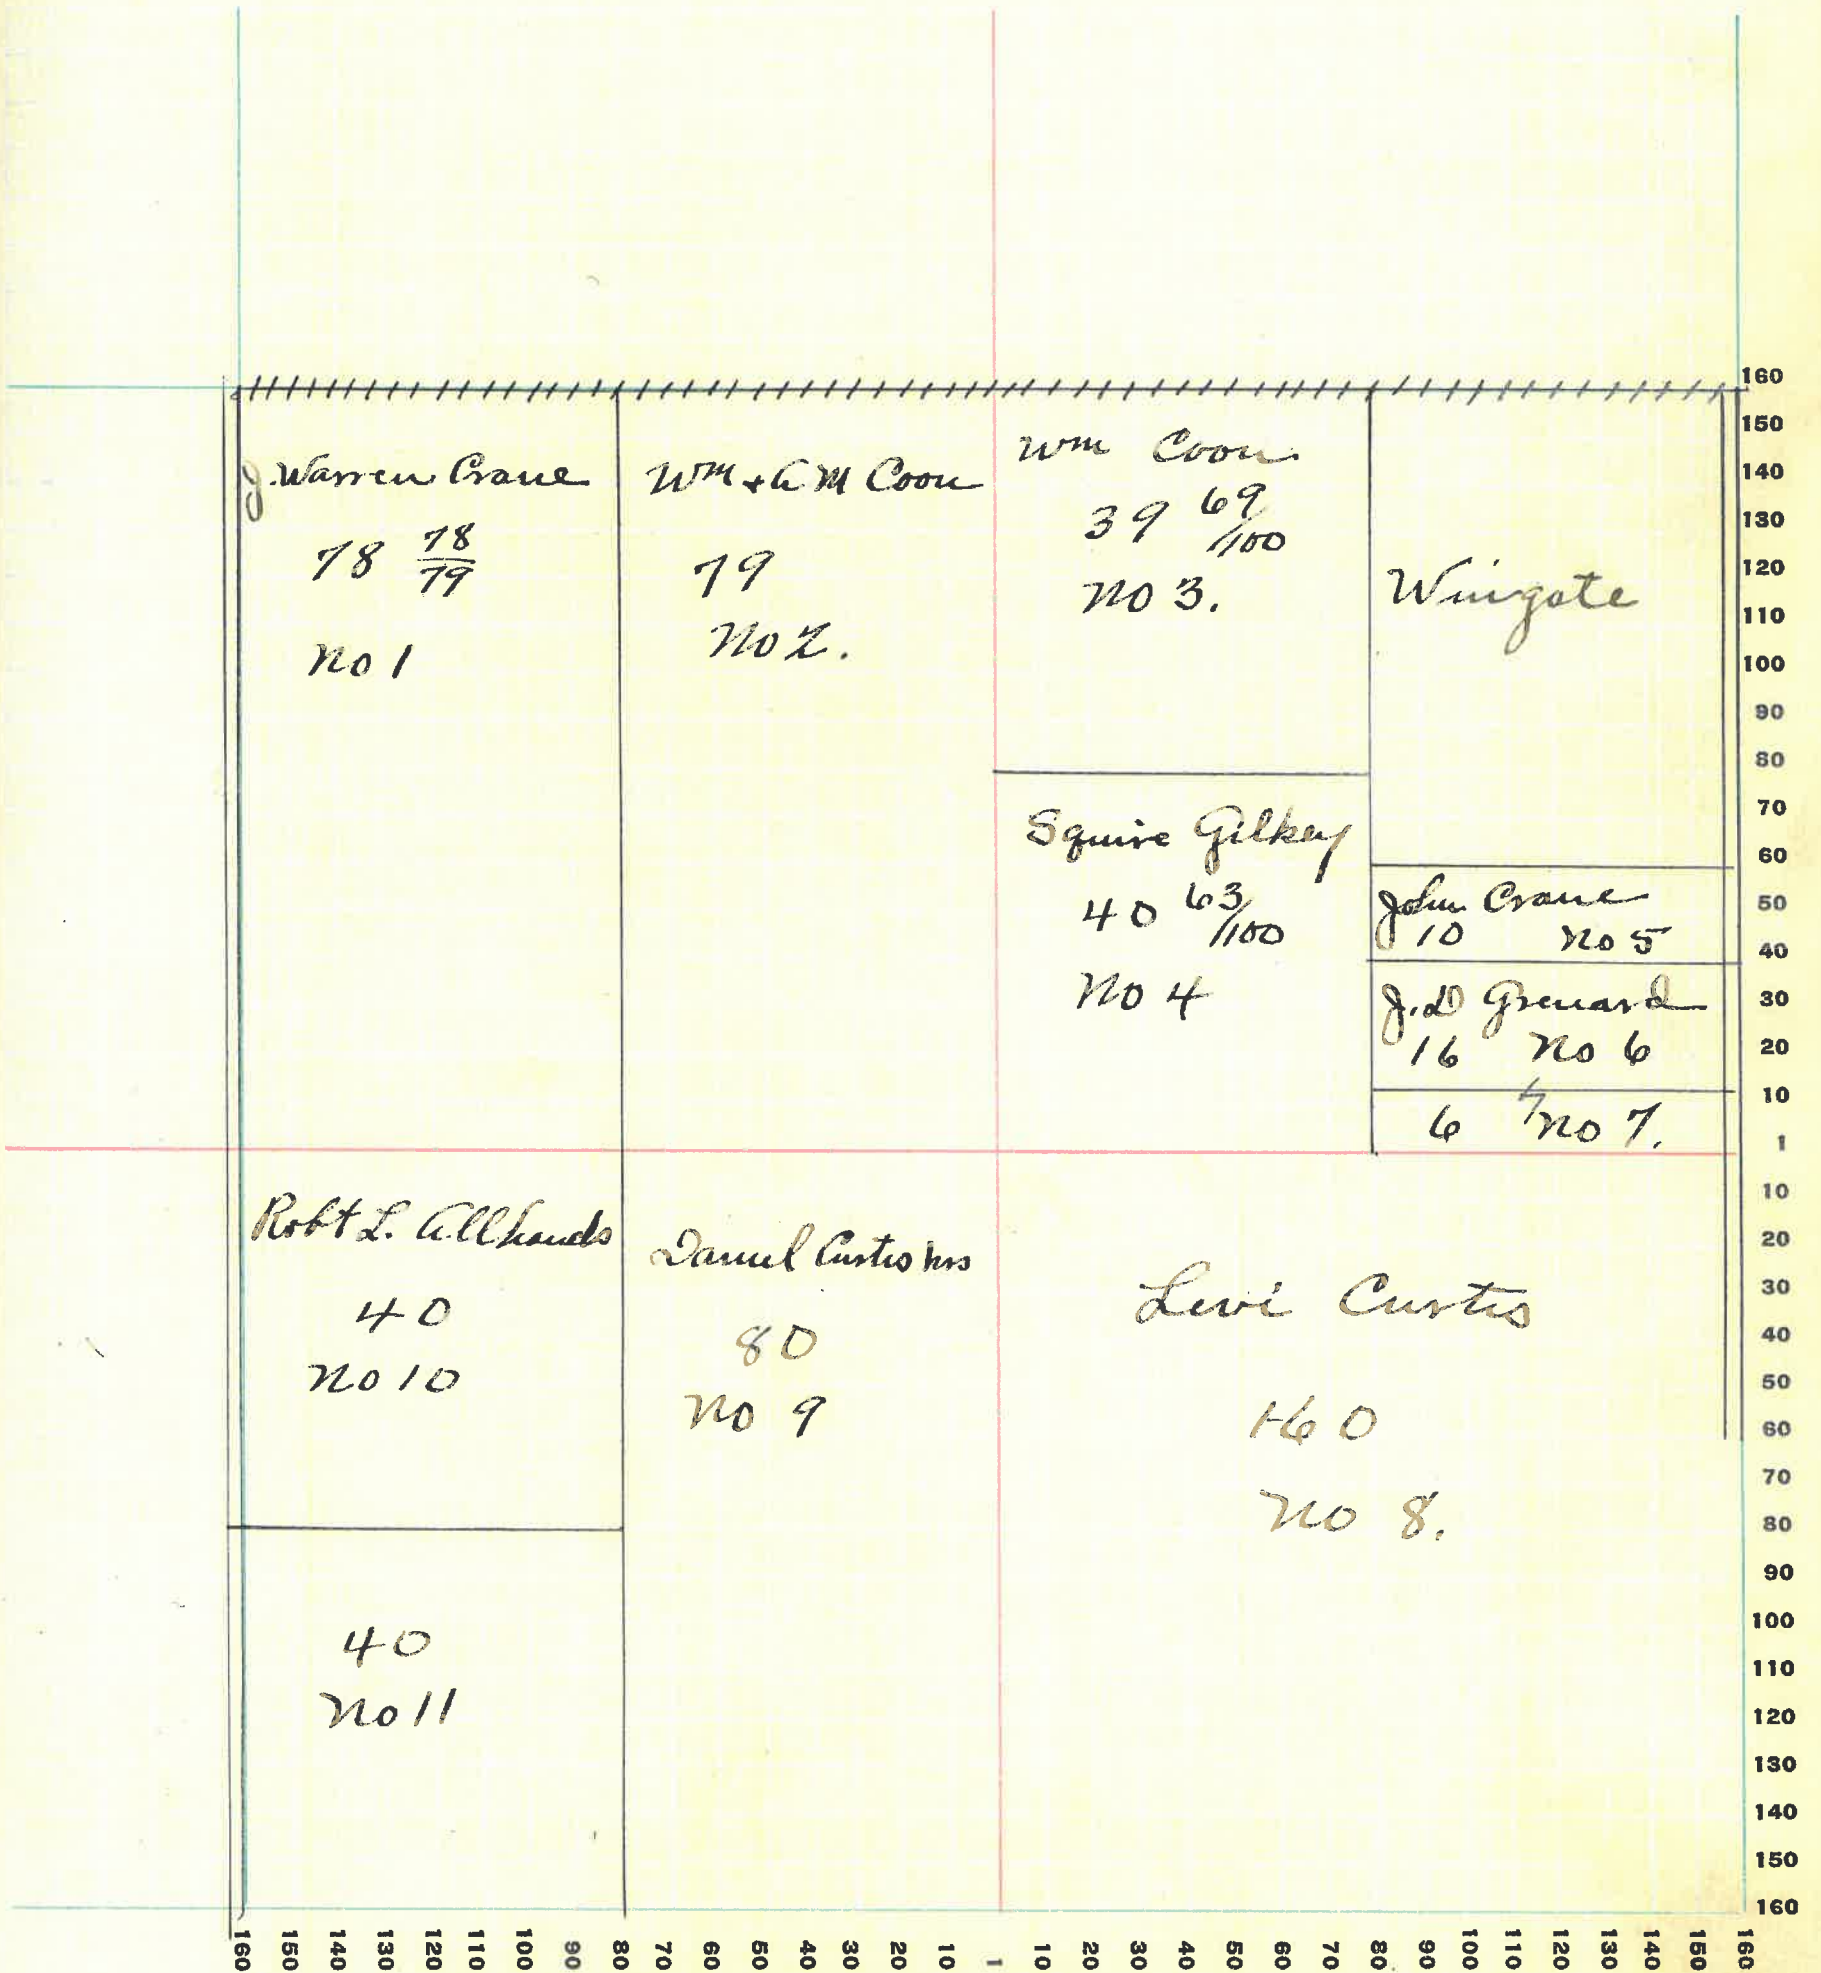 J. Warren Crane
78 78/79
No 1
Wm + A M Coon
79
No 2.
Wm Coon
39 69/100
No 3.
Wingate
Squire Gilkey
40 63/100
No 4
John Crane
10 No 5
J. D Grenard
16 No 6
6 No 7.
Robt L. Allhands
40
No 10
Daniel Curtis hrs
80
No 9
Levi Curtis
160
No 8.
40
No 11
160
150
140
130
120
110
100
90
80
70
60
50
40
30
20
10
1
10
20
30
40
50
60
70
80
90
100
110
120
130
140
150
160
160 150 140 130 120 110 100 90 80 70 60 50 40 30 20 10 1 10 20 30 40 50 60 70 80 90 100 110 120 130 140 150 160